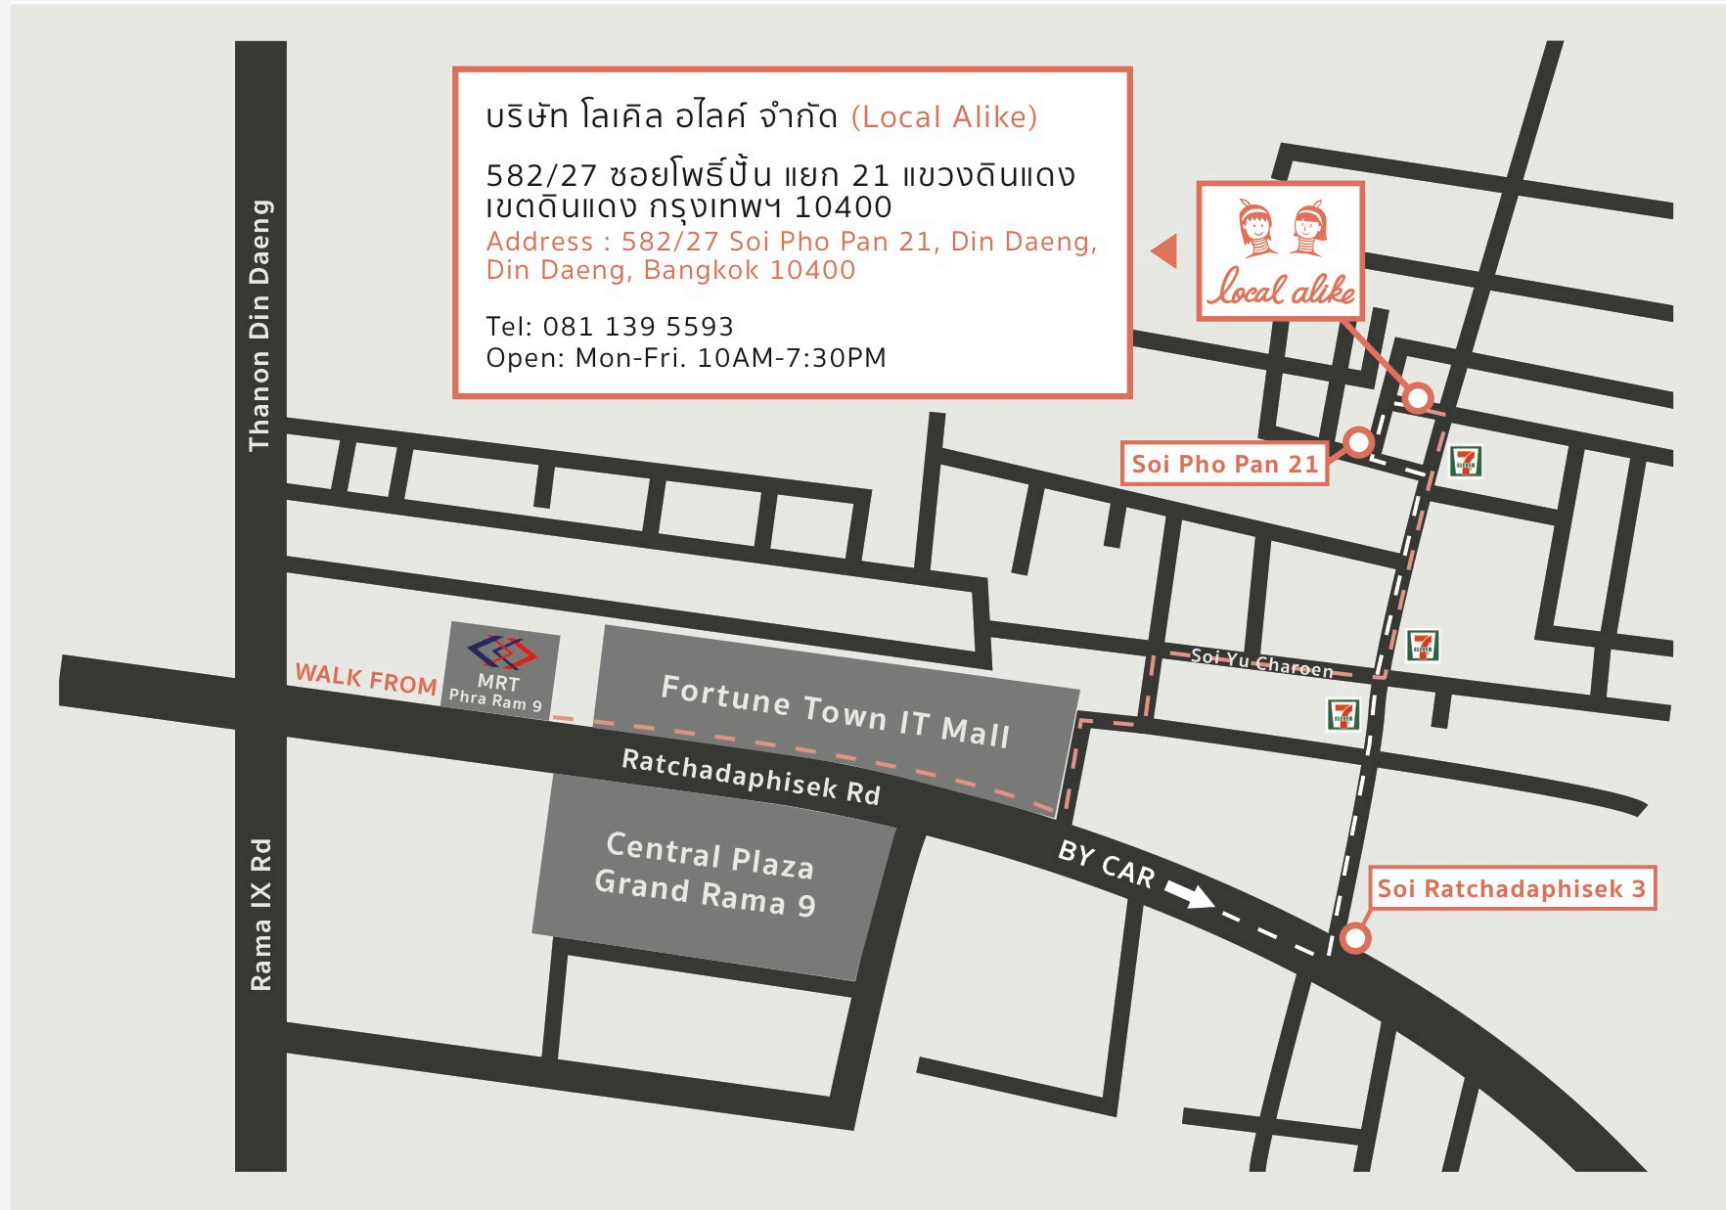 บริษัท โลเคิล อไลค์ จำกัด (Local Alike)
582/27 ซอยโพธิ์ปั้น แยก 21 แขวงดินแดง
เขตดินแดง กรุงเทพฯ 10400
Address : 582/27 Soi Pho Pan 21, Din Daeng,
Din Daeng, Bangkok 10400
Tel: 081 139 5593
Open: Mon-Fri. 10AM-7:30PM
local alike
Thanon Din Daeng
Soi Pho Pan 21
7
ELEVEN
7
ELEVEN
Soi Yu Charoen
7
ELEVEN
WALK FROM
MRT
Phra Ram 9
Fortune Town IT Mall
Ratchadaphisek Rd
Central Plaza
Grand Rama 9
BY CAR
Soi Ratchadaphisek 3
Rama IX Rd